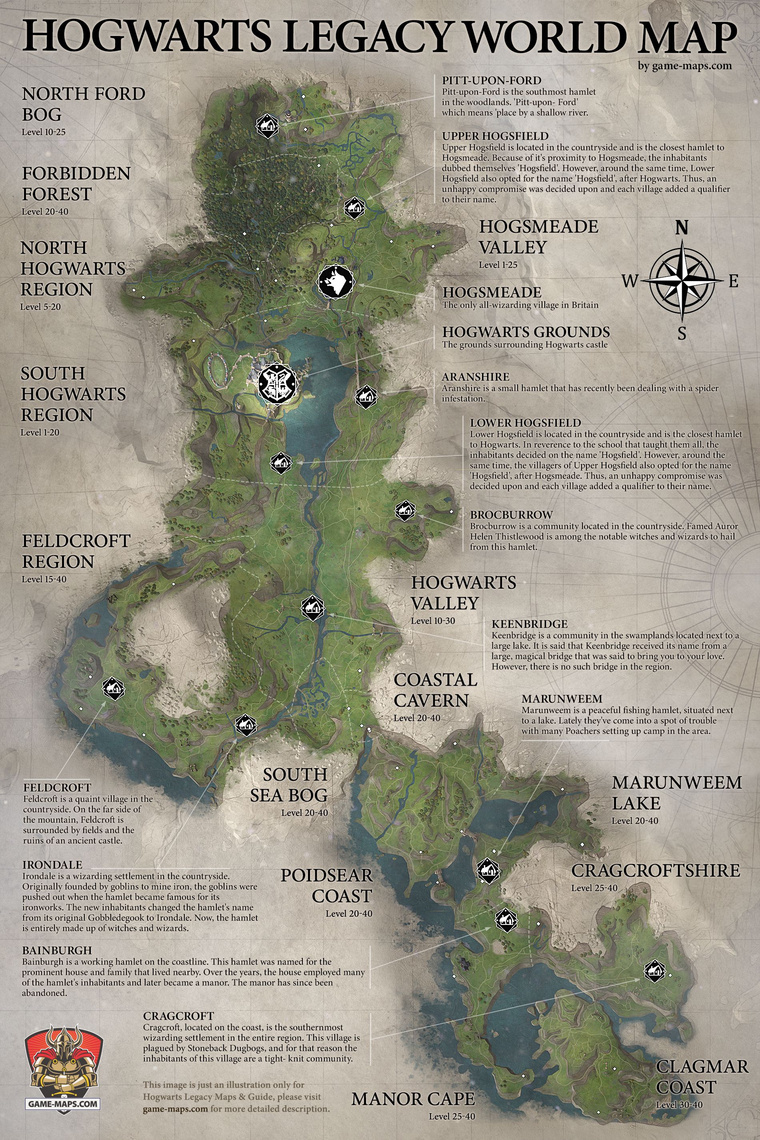 HOGWARTS LEGACY WORLD MAP
by game-maps.com
NORTH FORD
BOG
Level 10-25
FORBIDDEN
FOREST
Level 20-40
NORTH
HOGWARTS
REGION
Level 5-20
SOUTH
HOGWARTS
REGION
Level 1-20
FELDCROFT
REGION
Level 15-40
PITT-UPON-FORD
Pitt-upon-Ford is the southmost hamlet
in the woodlands. 'Pitt-upon- Ford'
which means 'place by a shallow river.
UPPER HOGSFIELD
Upper Hogsfield is located in the countryside and is the closest hamlet to
Hogsmeade. Because of it's proximity to Hogsmeade, the inhabitants
dubbed themselves 'Hogsfield'. However, around the same time, Lower
Hogsfield also opted for the name 'Hogsfield', after Hogwarts. Thus, an
unhappy compromise was decided upon and each village added a qualifier
to their name.
HOGSMEADE
VALLEY
Level 1-25
N
W
E
S
HOGSMEADE
The only all-wizarding village in Britain
HOGWARTS GROUNDS
The grounds surrounding Hogwarts castle
ARANSHIRE
Aranshire is a small hamlet that has recently been dealing with a spider
infestation.
LOWER HOGSFIELD
Lower Hogsfield is located in the countryside and is the closest hamlet
to Hogwarts. In reverence to the school that taught them all, the
inhabitants decided on the name 'Hogsfield'. However, around the
same time, the villagers of Upper Hogsfield also opted for the name
'Hogsfield', after Hogsmeade. Thus, an unhappy compromise was
decided upon and each village added a qualifier to their name.
BROCBURROW
Brocburrow is a community located in the countryside. Famed Auror
Helen Thistlewood is among the notable witches and wizards to hail
from this hamlet.
HOGWARTS
VALLEY
Level 10-30
KEENBRIDGE
Keenbridge is a community in the swamplands located next to a
large lake. It is said that Keenbridge received its name from a
large, magical bridge that was said to bring you to your love.
However, there is no such bridge in the region.
COASTAL
CAVERN
Level 20-40
MARUNWEEM
Marunweem is a peaceful fishing hamlet, situated next
to a lake. Lately they've come into a spot of trouble
with many Poachers setting up camp in the area.
SOUTH
SEA BOG
Level 20-40
MARUNWEEM
LAKE
Level 20-40
FELDCROFT
Feldcroft is a quaint village in the
countryside. On the far side of
the mountain, Feldcroft is
surrounded by fields and the
ruins of an ancient castle.
IRONDALE
Irondale is a wizarding settlement in the countryside.
Originally founded by goblins to mine iron, the goblins were
pushed out when the hamlet became famous for its
ironworks. The new inhabitants changed the hamlet's name
from its original Gobbledegook to Irondale. Now, the hamlet
is entirely made up of witches and wizards.
POIDSEAR
COAST
Level 20-40
CRAGCROFTSHIRE
Level 25-40
BAINBURGH
Bainburgh is a working hamlet on the coastline. This hamlet was named for the
prominent house and family that lived nearby. Over the years, the house employed many
of the hamlet's inhabitants and later became a manor. The manor has since been
abandoned.
CRAGCROFT
Cragcroft, located on the coast, is the southernmost
wizarding settlement in the entire region. This village is
plagued by Stoneback Dugbogs, and for that reason the
inhabitants of this village are a tight- knit community.
This image is just an illustration only for
Hogwarts Legacy Maps & Guide, please visit
game-maps.com for more detailed description.
GAME-MAPS.COM
MANOR CAPE
Level 25-40
CLAGMAR
COAST
Level 30-40